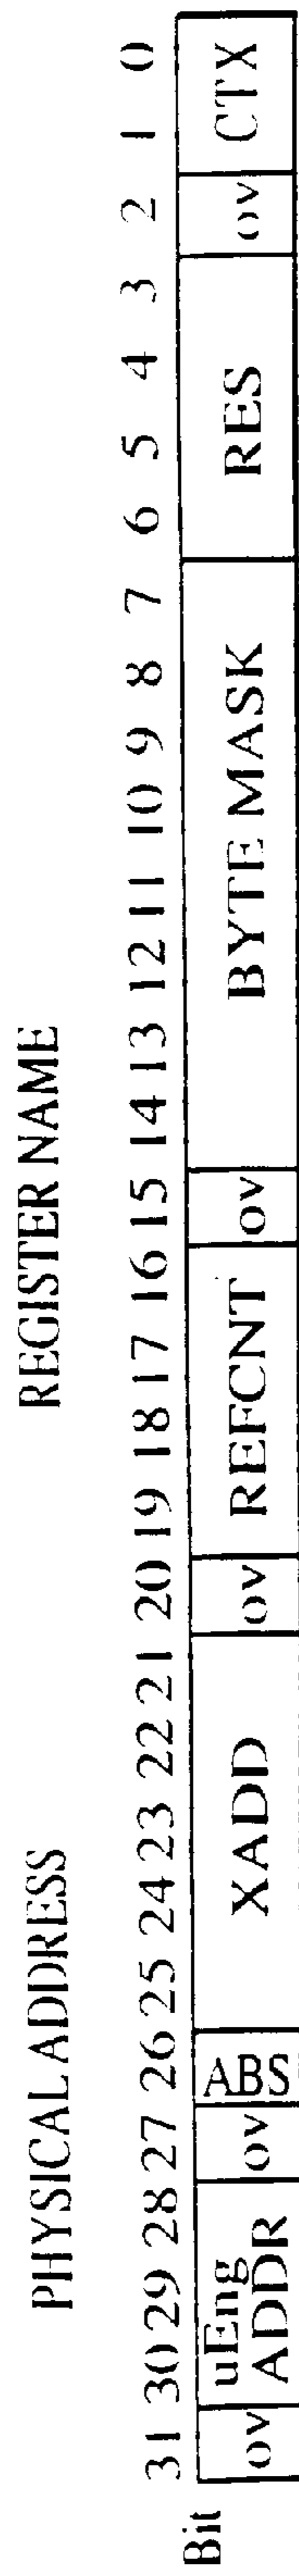 PHYSICAL ADDRESS REGISTER NAME
Bit 31 30 29 28 27 26 25 24 23 22 21 20 19 18 17 16 15 14 13 12 11 10 9 8 7 6 5 4 3 2 1 0
ov uEng ADDR ov ABS XADD ov REFCNT ov BYTE MASK RES ov CTX